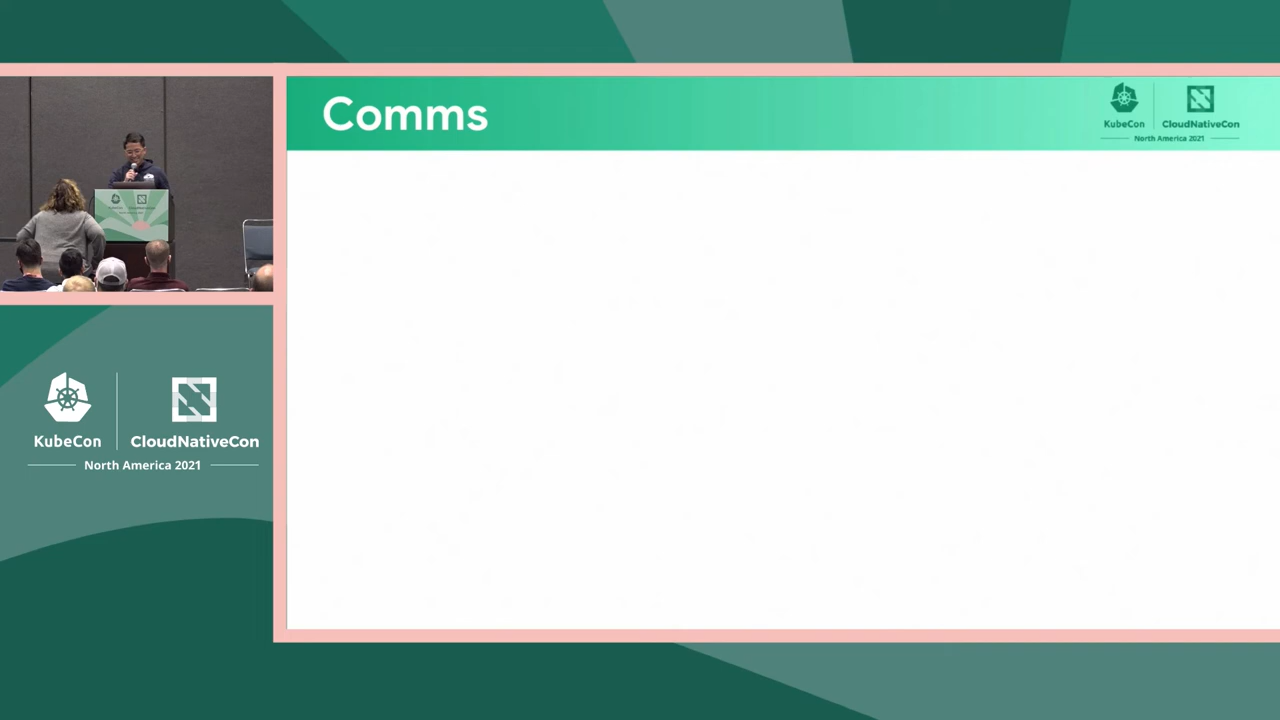 Comms
KubeCon
CloudNativeCon
North America 2021
KubeCon
CloudNativeCon
North America 2021